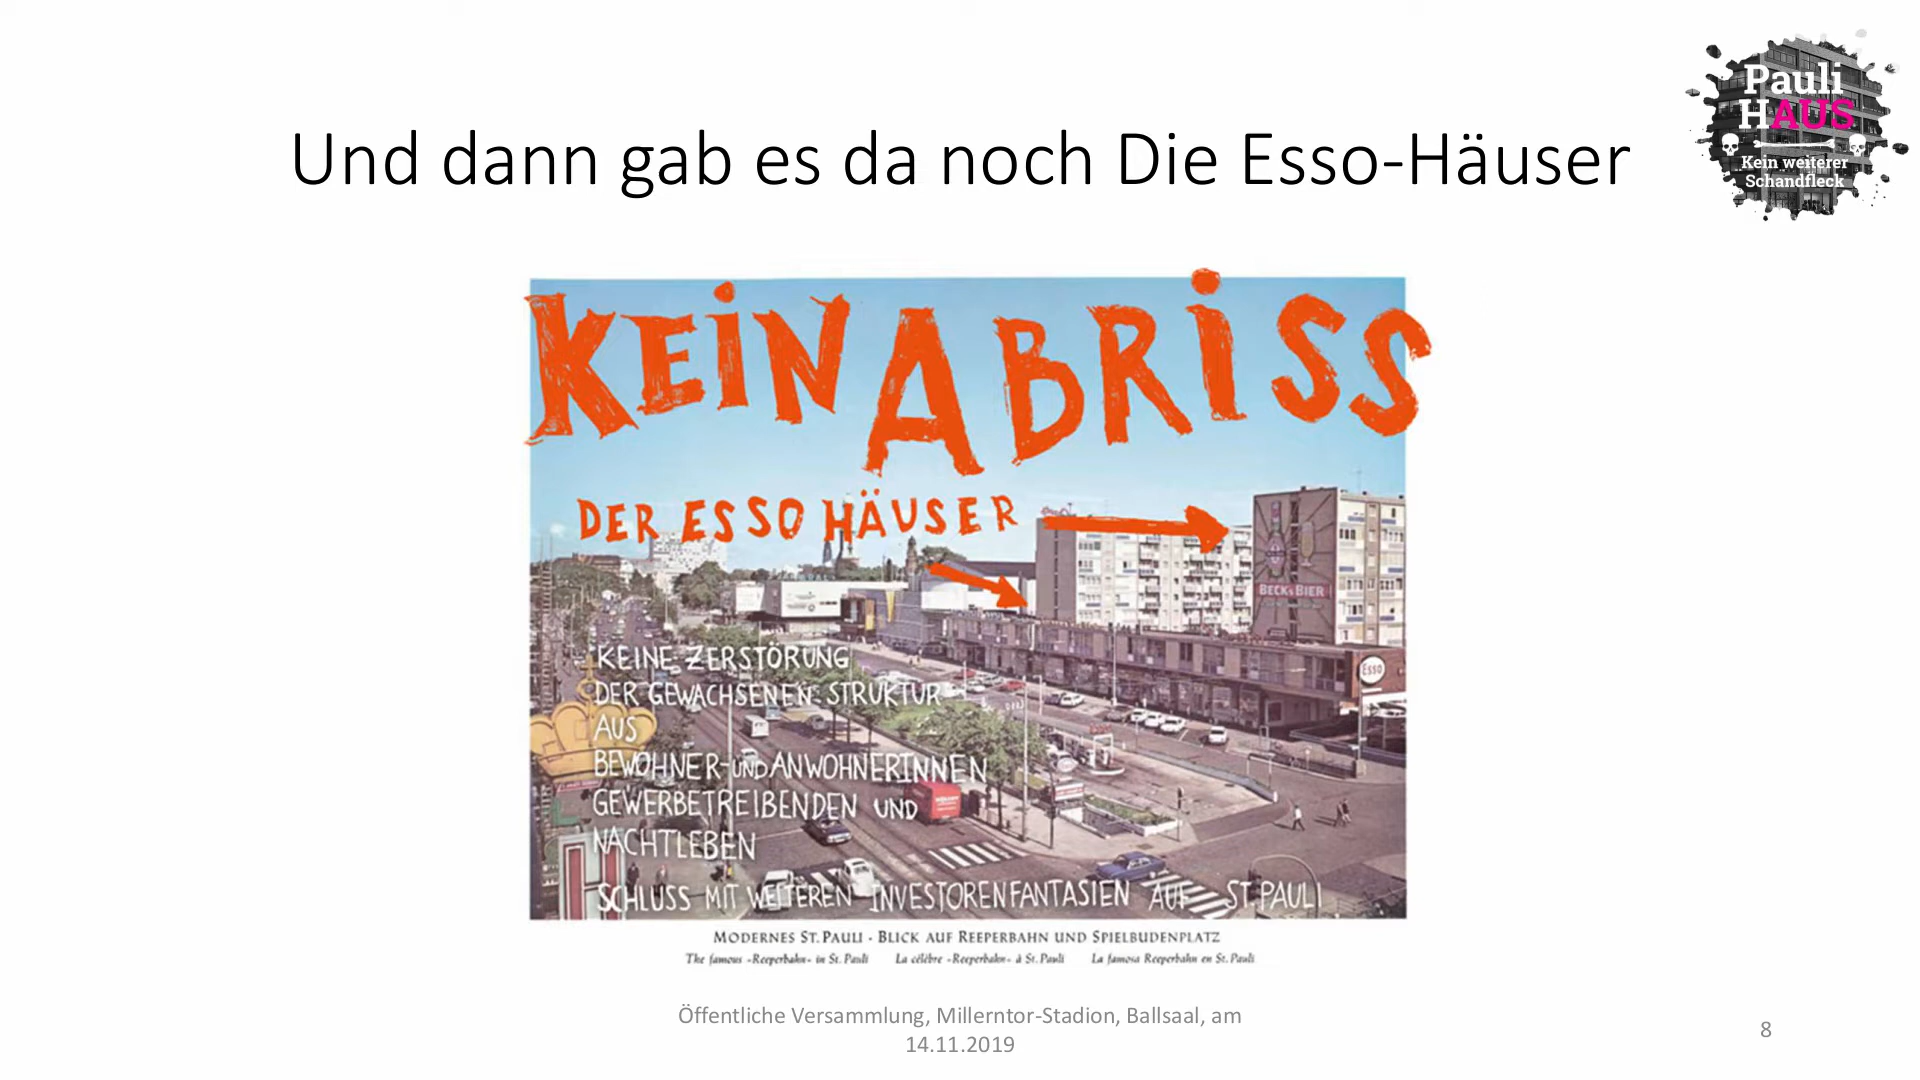 Pauli
HAUS
Kein weiterer
Schandfleck
Und dann gab es da noch Die Esso-Häuser
KEIN ABRISS
DER ESSO HÄUSER
BECK's BIER
ESSO
KEINE ZERSTÖRUNG
DER GEWACHSENEN STRUKTUR
AUS
BEWOHNER- UND ANWOHNERINNEN
GEWERBETREIBENDEN UND
NACHTLEBEN
SCHLUSS MIT WEITEREN INVESTORENFANTASIEN AUF ST. PAULI
MODERNES ST. PAULI · BLICK AUF REEPERBAHN UND SPIELBUDENPLATZ
The famous -Reeperbahn- in St. Pauli La célèbre -Reeperbahn- à St. Pauli La famosa Reeperbahn en St. Pauli
Öffentliche Versammlung, Millerntor-Stadion, Ballsaal, am
14.11.2019
8